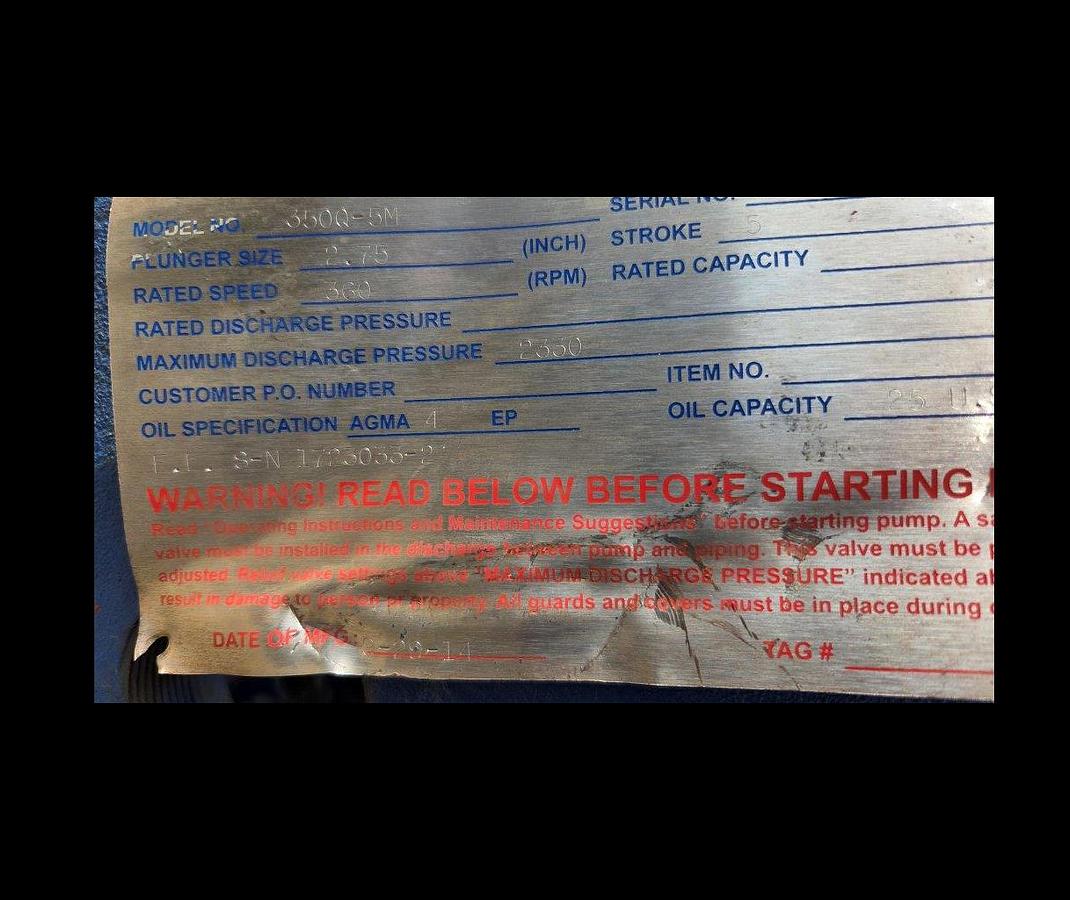 SERIAL NO.
MODEL NO. 350Q-5M
STROKE 5
PLUNGER SIZE 2.75 (INCH)
RATED CAPACITY
RATED SPEED 360 (RPM)
RATED DISCHARGE PRESSURE
MAXIMUM DISCHARGE PRESSURE 2330
ITEM NO.
CUSTOMER P.O. NUMBER
OIL CAPACITY 25
OIL SPECIFICATION AGMA 4 EP
S-N
WARNING! READ BELOW BEFORE STARTING
Read "Operating Instructions and Maintenance Suggestions" before starting pump. A
valve must be installed in the discharge between pump and piping. This valve must be
adjusted. Relief valve settings above "MAXIMUM DISCHARGE PRESSURE" indicated
result in damage to person or property. All guards and covers must be in place during
DATE OF MFG.: -29-14
TAG #